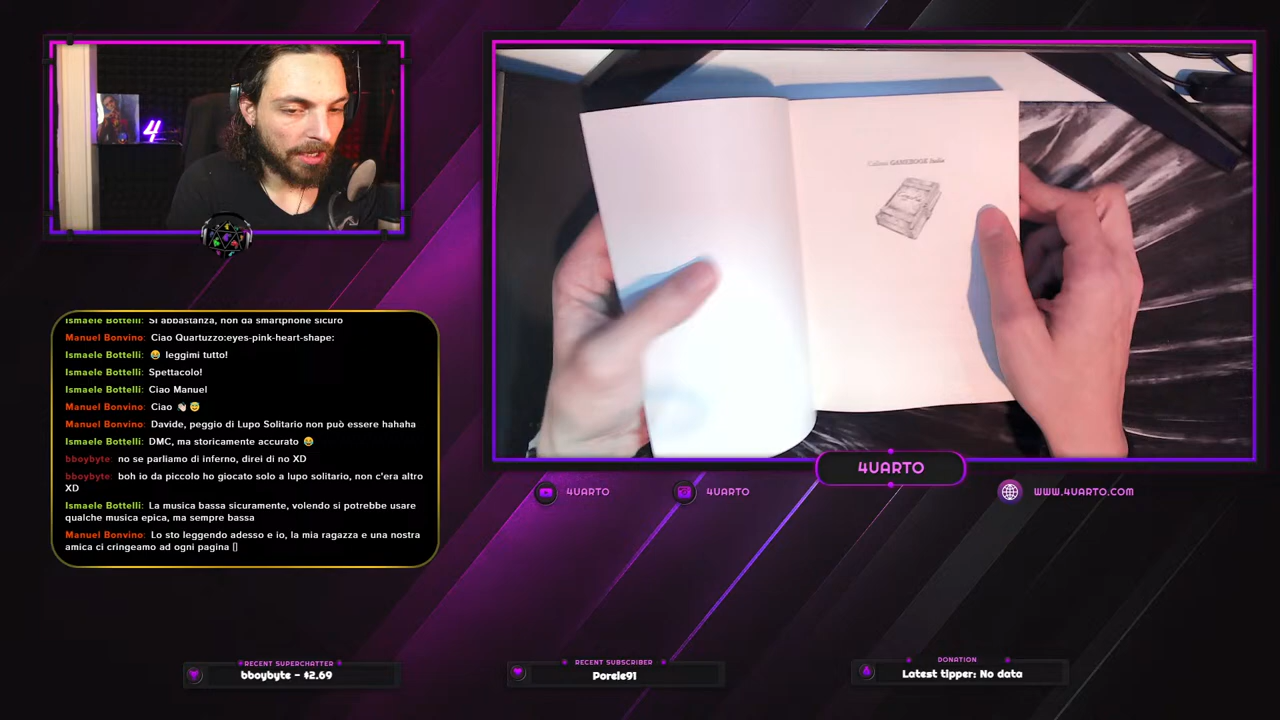 4
Collana GAMEBOOK Indie
Ismaele Bottelli: Si abbastanza, non da smartphone sicuro
Manuel Bonvino: Ciao Quartuzzo:eyes-pink-heart-shape:
Ismaele Bottelli: 😆 leggimi tutto!
Ismaele Bottelli: Spettacolo!
Ismaele Bottelli: Ciao Manuel
Manuel Bonvino: Ciao 👋🏻 😅
Manuel Bonvino: Davide, peggio di Lupo Solitario non può essere hahaha
Ismaele Bottelli: DMC, ma storicamente accurato 😆
bboybyte: no se parliamo di inferno, direi di no XD
bboybyte: boh io da piccolo ho giocato solo a lupo solitario, non c'era altro
XD
Ismaele Bottelli: La musica bassa sicuramente, volendo si potrebbe usare
qualche musica epica, ma sempre bassa
Manuel Bonvino: Lo sto leggendo adesso e io, la mia ragazza e una nostra
amica ci cringeamo ad ogni pagina []
4UARTO
4UARTO
4UARTO
WWW.4UARTO.COM
RECENT SUPERCHATTER
bboybyte - $2.69
RECENT SUBSCRIBER
Porele91
DONATION
Latest tipper: No data